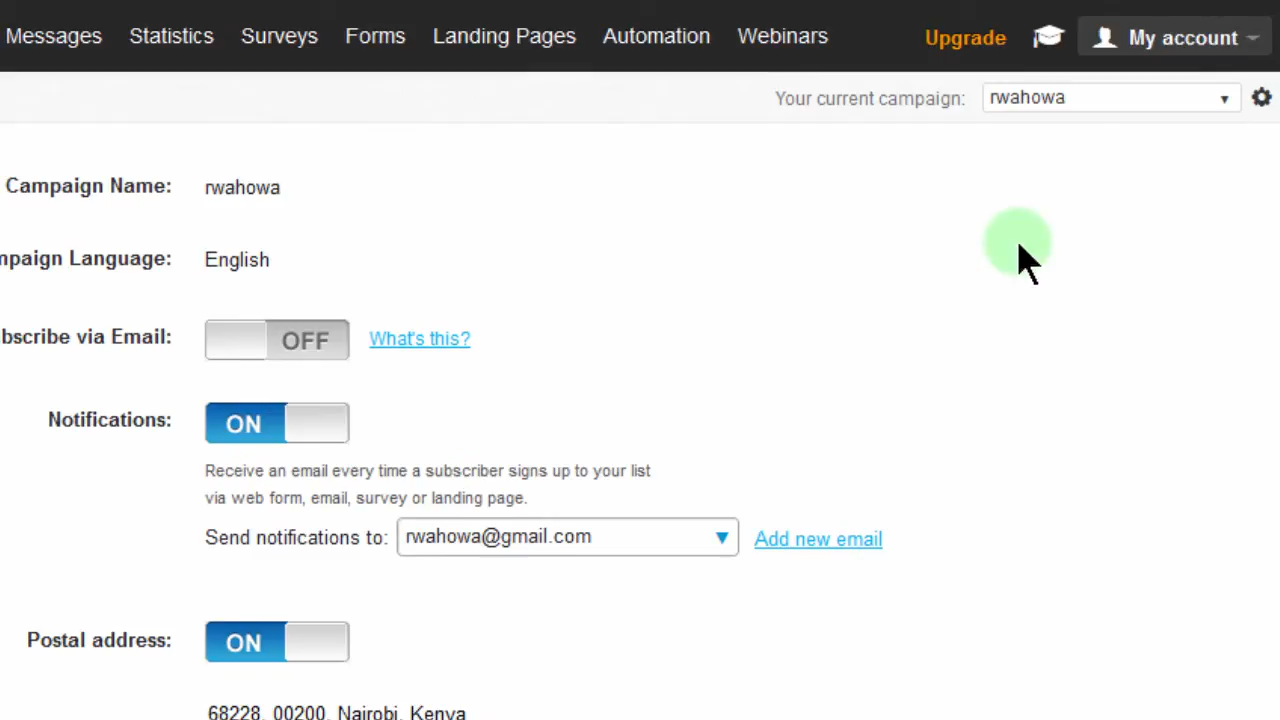 Messages Statistics Surveys Forms Landing Pages Automation Webinars Upgrade My account
Your current campaign: rwahowa
Campaign Name: rwahowa
mpaign Language: English
bscribe via Email: OFF What's this?
Notifications: ON
Receive an email every time a subscriber signs up to your list
via web form, email, survey or landing page.
Send notifications to: rwahowa@gmail.com Add new email
Postal address: ON
68228, 00200, Nairobi, Kenya